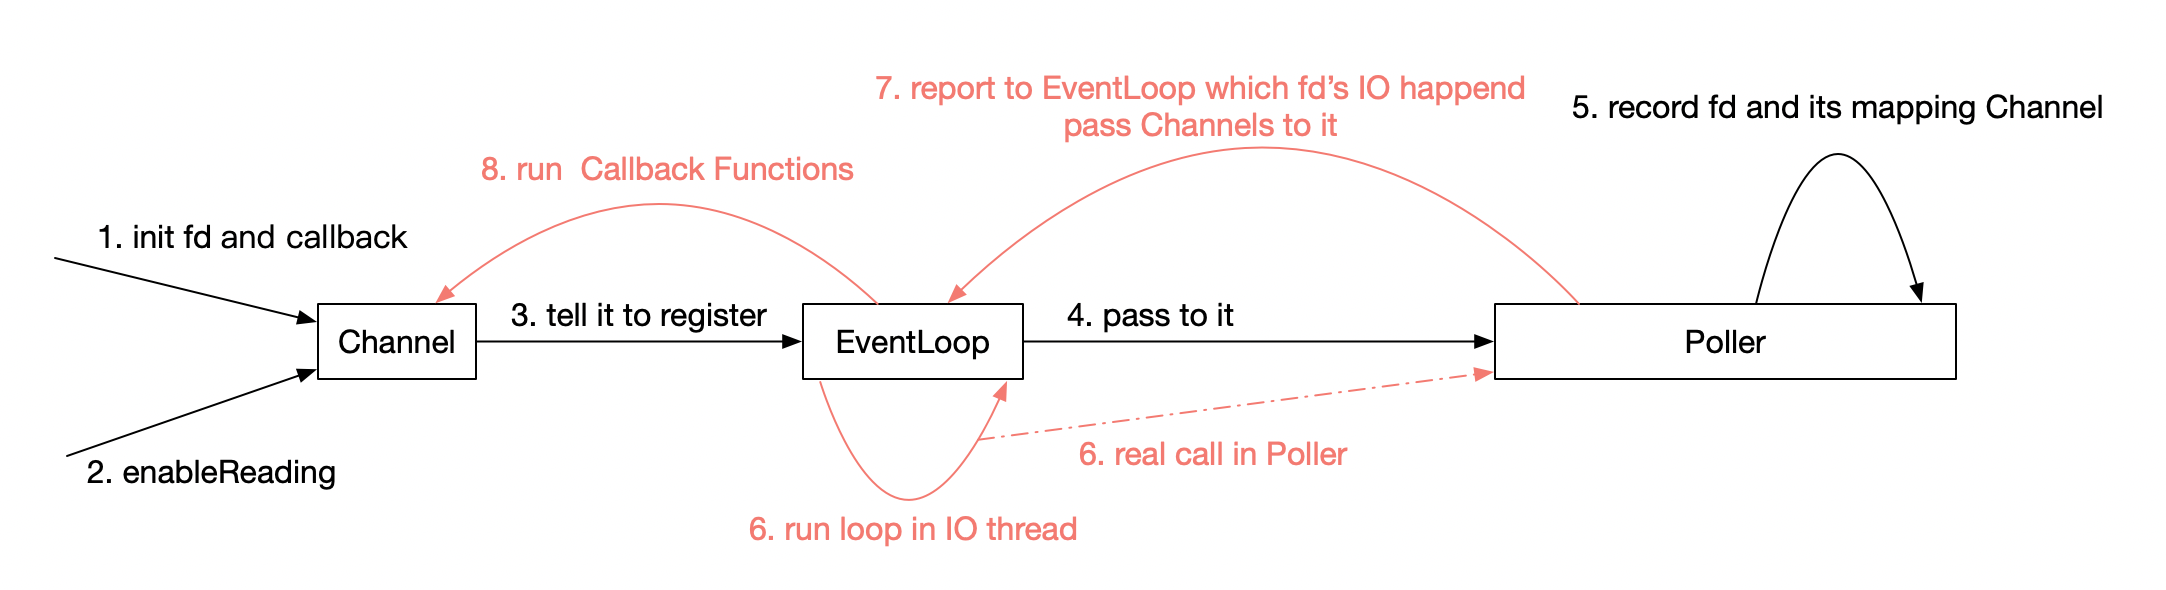 7. report to EventLoop which fd’s IO happend
pass Channels to it
5. record fd and its mapping Channel
8. run  Callback Functions
1. init fd and callback
3. tell it to register
4. pass to it
Channel
EventLoop
Poller
2. enableReading
6. real call in Poller
6. run loop in IO thread